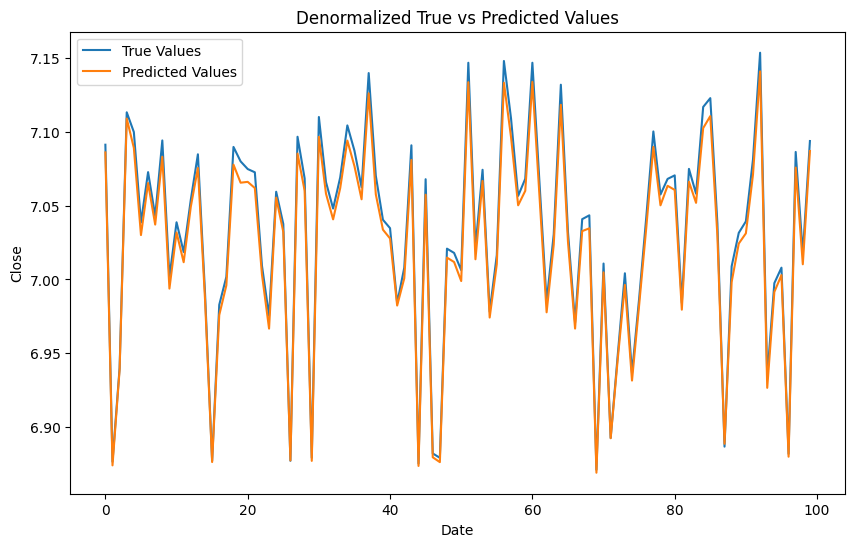 Denormalized True vs Predicted Values
True Values
Predicted Values
7.15
7.10
7.05
7.00
6.95
6.90
Close
0
20
40
60
80
100
Date